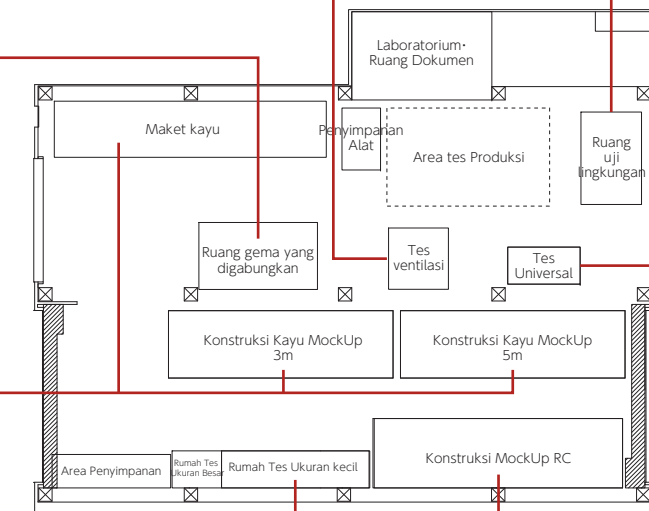 Laboratorium・
Ruang Dokumen
Maket kayu
Penyimpanan
Alat
Area tes Produksi
Ruang
uji
lingkungan
Ruang gema yang
digabungkan
Tes
ventilasi
Tes
Universal
Konstruksi Kayu MockUp
3m
Konstruksi Kayu MockUp
5m
Area Penyimpanan
Rumah Tes
Ukuran Besar
Rumah Tes Ukuran kecil
Konstruksi MockUp RC